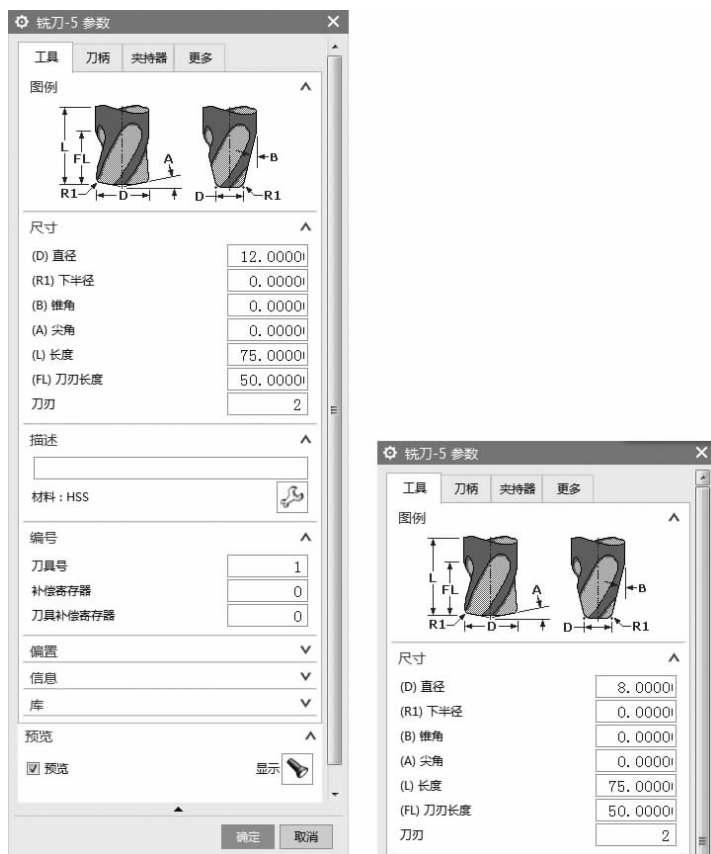 铣刀-5 参数
工具 刀柄 夹持器 更多
图例
L
FL
A
B
R1 D D R1
尺寸
(D) 直径 12.0000
(R1) 下半径 0.0000
(B) 锥角 0.0000
(A) 尖角 0.0000
(L) 长度 75.0000
(FL) 刀刃长度 50.0000
刀刃 2
描述
材料：HSS
编号
刀具号 1
补偿寄存器 0
刀具补偿寄存器 0
偏置
信息
库
预览
预览 显示
确定 取消
铣刀-5 参数
工具 刀柄 夹持器 更多
图例
L
FL
A
B
R1 D D R1
尺寸
(D) 直径 8.0000
(R1) 下半径 0.0000
(B) 锥角 0.0000
(A) 尖角 0.0000
(L) 长度 75.0000
(FL) 刀刃长度 50.0000
刀刃 2